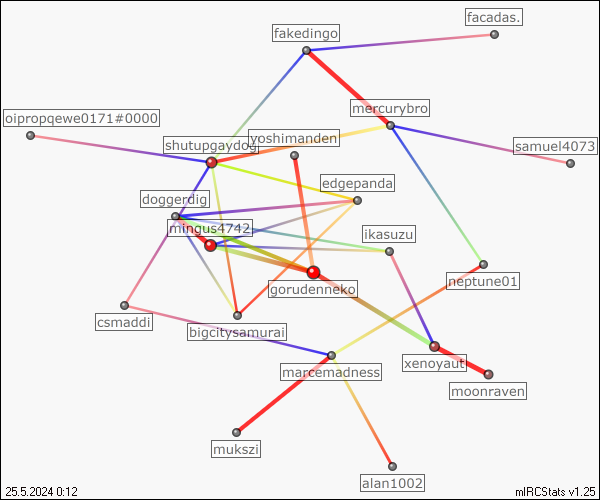 facadas.
fakedingo
mercurybro
oipropqewe0171#0000
yoshimanden
shutupgaydog
samuel4073
edgepanda
doggerdig
mingus4742
ikasuzu
neptune01
gorudenneko
csmaddi
bigcitysamurai
xenoyaut
marcemadness
moonraven
mukszi
alan1002
25.5.2024 0:12
mIRCStats v1.25